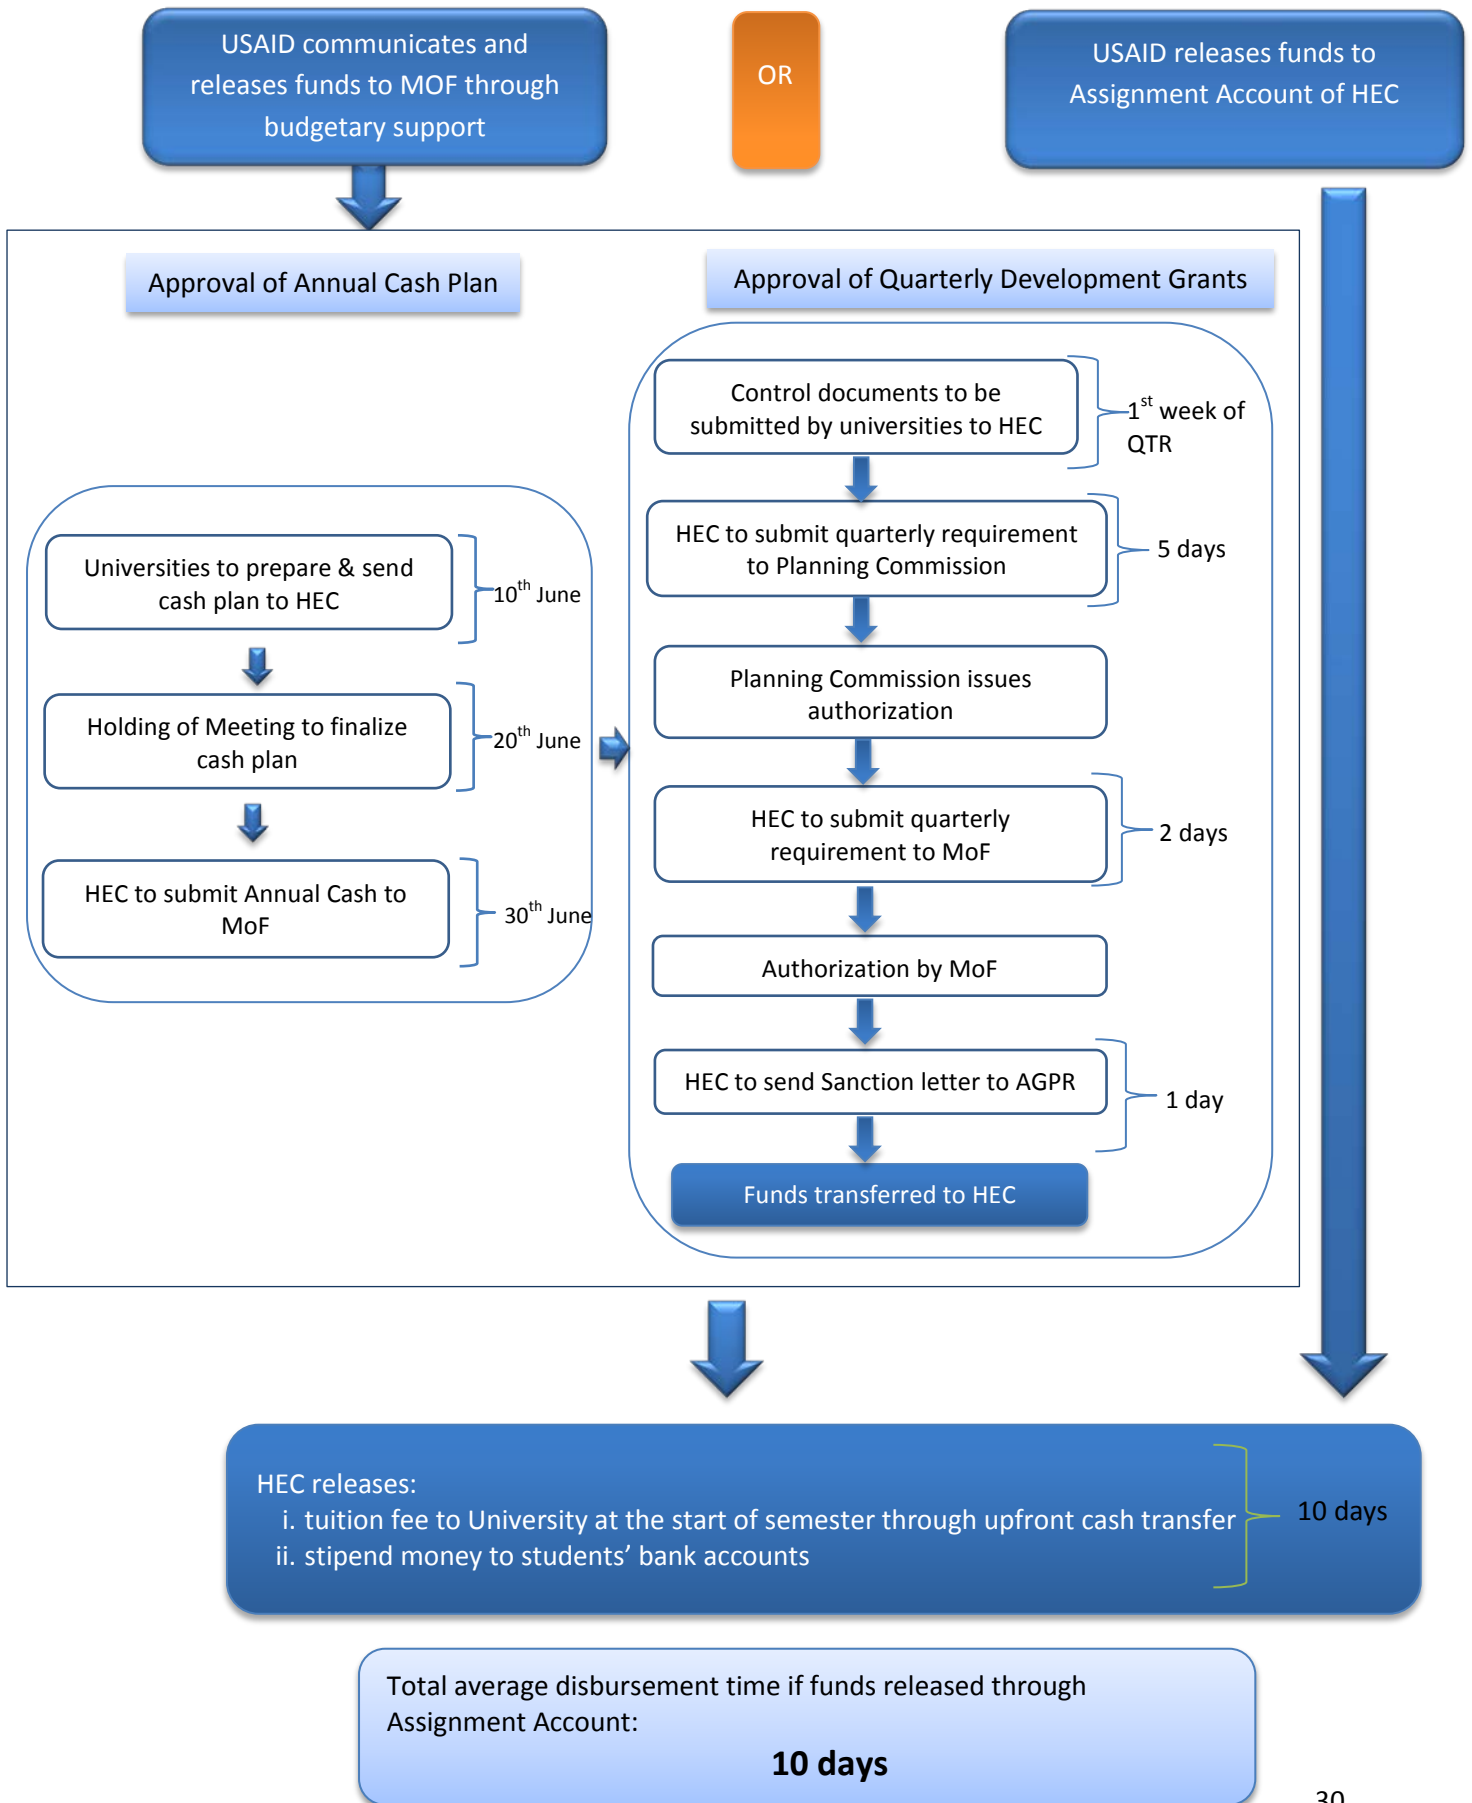 USAID communicates and
releases funds to MOF through
budgetary support
OR
USAID releases funds to
Assignment Account of HEC
Approval of Annual Cash Plan
Universities to prepare & send
cash plan to HEC
10th June
Holding of Meeting to finalize
cash plan
20th June
HEC to submit Annual Cash to
MoF
30th June
Approval of Quarterly Development Grants
Control documents to be
submitted by universities to HEC
1st week of
QTR
HEC to submit quarterly requirement
to Planning Commission
5 days
Planning Commission issues
authorization
HEC to submit quarterly
requirement to MoF
2 days
Authorization by MoF
HEC to send Sanction letter to AGPR
1 day
Funds transferred to HEC
HEC releases:
i. tuition fee to University at the start of semester through upfront cash transfer
ii. stipend money to students’ bank accounts
10 days
Total average disbursement time if funds released through
Assignment Account:
10 days
30